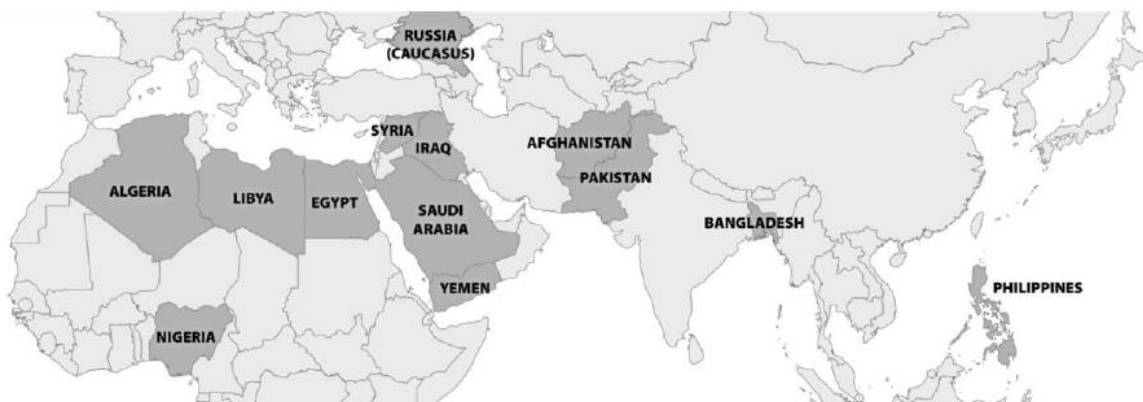 RUSSIA
(CAUCASUS)
SYRIA
IRAQ
AFGHANISTAN
PAKISTAN
ALGERIA
LIBYA
EGYPT
SAUDI
ARABIA
BANGLADESH
YEMEN
PHILIPPINES
NIGERIA